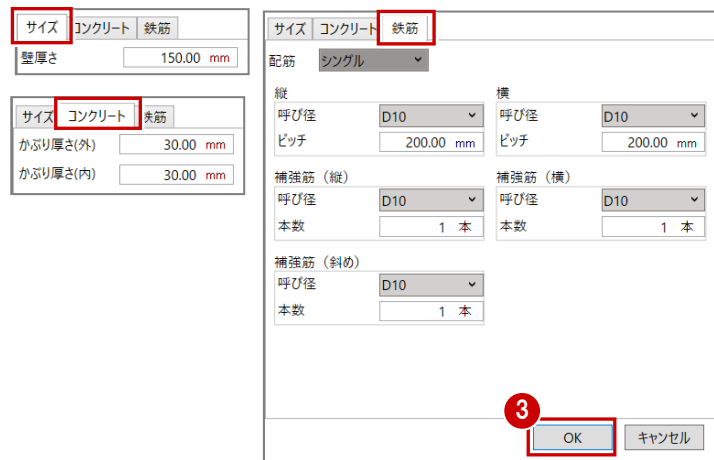 サイズ コンクリート 鉄筋
壁厚さ 150.00 mm
サイズ コンクリート 鉄筋
かぶり厚さ(外) 30.00 mm
かぶり厚さ(内) 30.00 mm
サイズ コンクリート 鉄筋
配筋 シングル
縦 横
呼び径 D10 呼び径 D10
ピッチ 200.00 mm ピッチ 200.00 mm
補強筋（縦） 補強筋（横）
呼び径 D10 呼び径 D10
本数 1 本 本数 1 本
補強筋（斜め）
呼び径 D10
本数 1 本
3
OK キャンセル